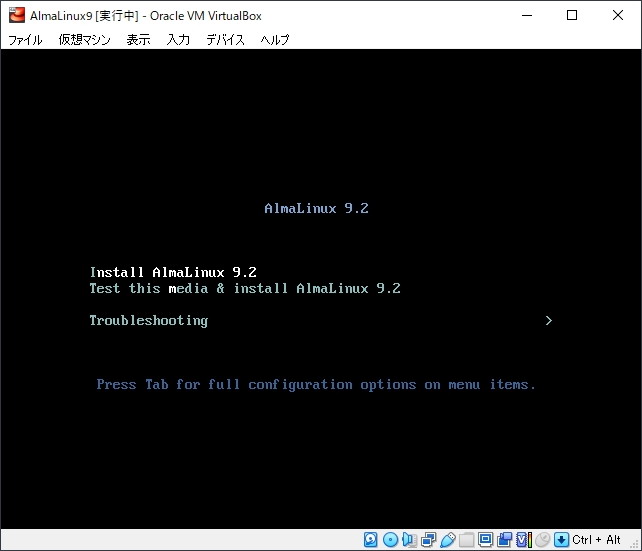 AlmaLinux9 [実行中] - Oracle VM VirtualBox
ファイル 仮想マシン 表示 入力 デバイス ヘルプ
AlmaLinux 9.2
Install AlmaLinux 9.2
Test this media & install AlmaLinux 9.2
Troubleshooting >
Press Tab for full configuration options on menu items.
Ctrl + Alt